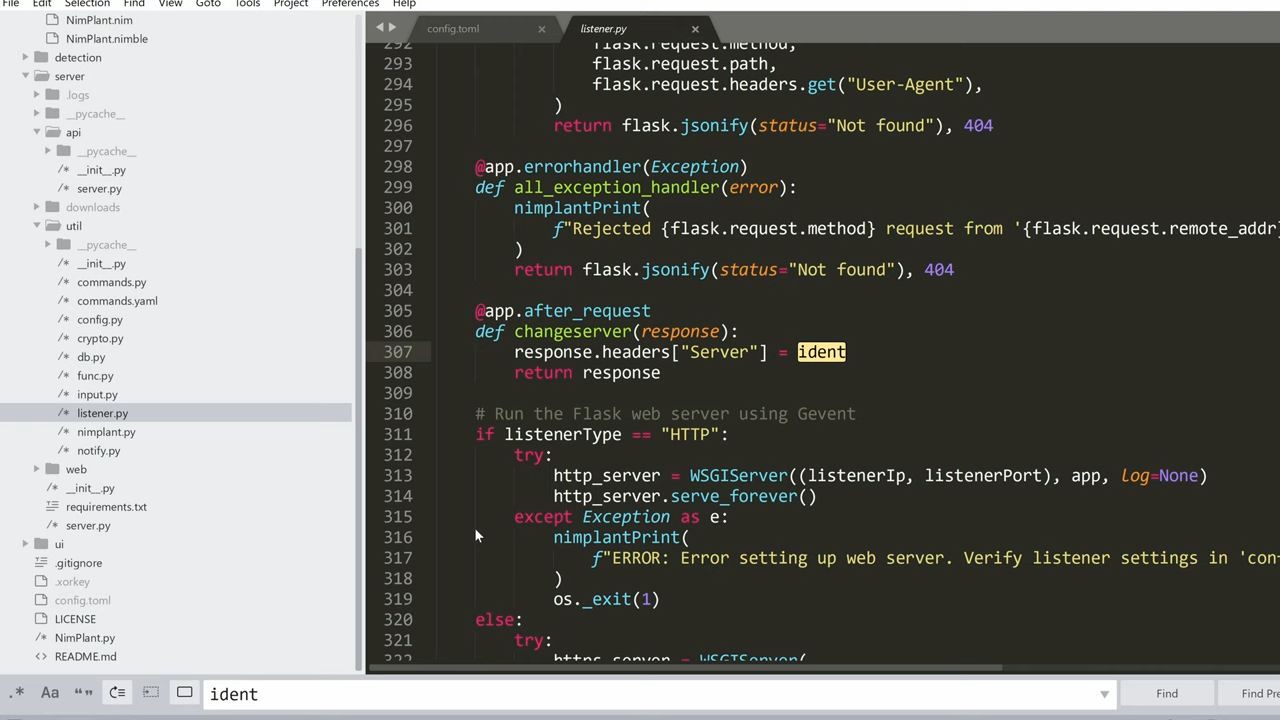 File Edit Selection Find View Goto Tools Project Preferences Help
NimPlant.nim
NimPlant.nimble
detection
server
.logs
__pycache__
api
__pycache__
__init__.py
server.py
downloads
util
__pycache__
__init__.py
commands.py
commands.yaml
config.py
crypto.py
db.py
func.py
input.py
listener.py
nimplant.py
notify.py
web
__init__.py
requirements.txt
server.py
ui
.gitignore
.xorkey
config.toml
LICENSE
NimPlant.py
README.md
config.toml × listener.py ×
292 flask.request.method,
293 flask.request.path,
294 flask.request.headers.get("User-Agent"),
295 )
296 return flask.jsonify(status="Not found"), 404
297
298 @app.errorhandler(Exception)
299 def all_exception_handler(error):
300 nimplantPrint(
301 f"Rejected {flask.request.method} request from '{flask.request.remote_addr}
302 )
303 return flask.jsonify(status="Not found"), 404
304
305 @app.after_request
306 def changeserver(response):
307 response.headers["Server"] = ident
308 return response
309
310 # Run the Flask web server using Gevent
311 if listenerType == "HTTP":
312 try:
313 http_server = WSGIServer((listenerIp, listenerPort), app, log=None)
314 http_server.serve_forever()
315 except Exception as e:
316 nimplantPrint(
317 f"ERROR: Error setting up web server. Verify listener settings in 'con
318 )
319 os._exit(1)
320 else:
321 try:
322 https_server = WSGIServer(
.* Aa “ ” ident Find Find Pre